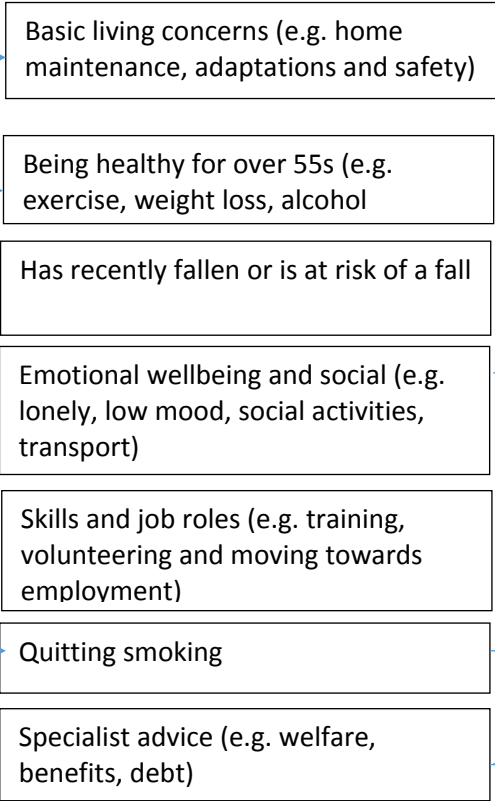 Basic living concerns (e.g. home
maintenance, adaptations and safety)
Being healthy for over 55s (e.g.
exercise, weight loss, alcohol
Has recently fallen or is at risk of a fall
Emotional wellbeing and social (e.g.
lonely, low mood, social activities,
transport)
Skills and job roles (e.g. training,
volunteering and moving towards
employment)
Quitting smoking
Specialist advice (e.g. welfare,
benefits, debt)